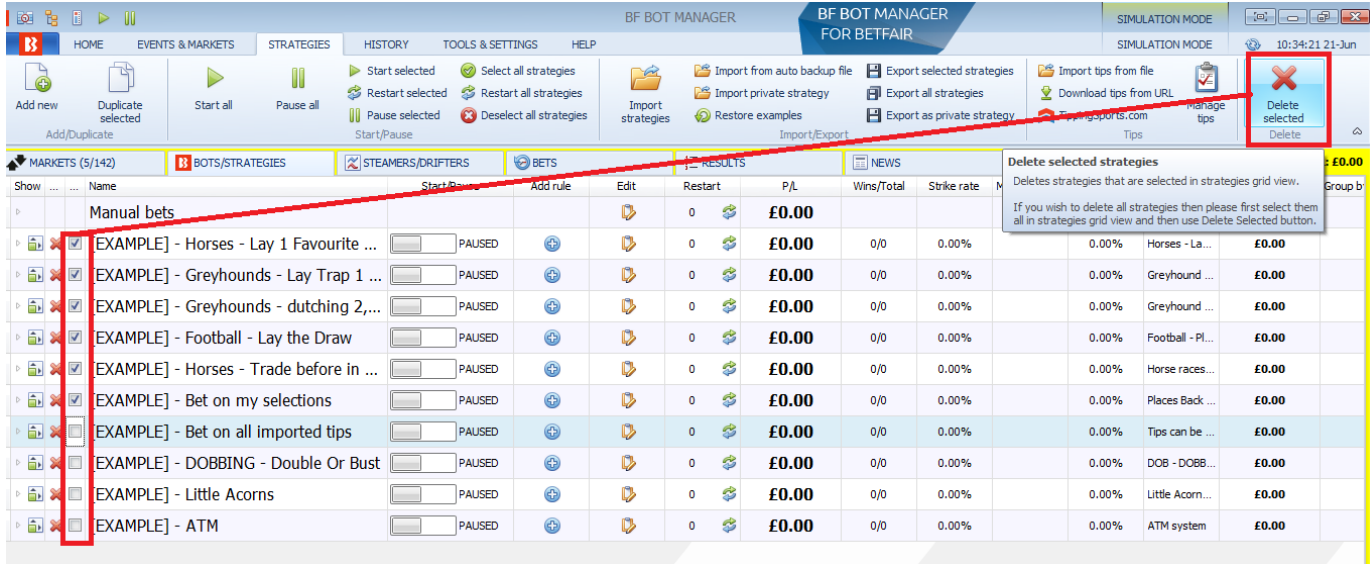 BF BOT MANAGER
BF BOT MANAGER
FOR BETFAIR
SIMULATION MODE
HOME EVENTS & MARKETS STRATEGIES HISTORY TOOLS & SETTINGS HELP
SIMULATION MODE 10:34:21 21-Jun
Add new
Duplicate selected
Add/Duplicate
Start all
Pause all
Start selected
Restart selected
Pause selected
Select all strategies
Restart all strategies
Deselect all strategies
Start/Pause
Import strategies
Import from auto backup file
Import private strategy
Restore examples
Export selected strategies
Export all strategies
Export as private strategy
Import/Export
Import tips from file
Download tips from URL
TippingSports.com
Manage tips
Tips
Delete selected
Delete
MARKETS (5/142) BOTS/STRATEGIES STEAMERS/DRIFTERS BETS RESULTS NEWS : £0.00
Delete selected strategies
Deletes strategies that are selected in strategies grid view.
If you wish to delete all strategies then please first select them
all in strategies grid view and then use Delete Selected button.
Show ... ... Name Start/Pause Add rule Edit Restart P/L Wins/Total Strike rate M Group b
Manual bets 0 £0.00
[EXAMPLE] - Horses - Lay 1 Favourite ... PAUSED 0 £0.00 0/0 0.00% 0.00% Horses - La... £0.00
[EXAMPLE] - Greyhounds - Lay Trap 1 ... PAUSED 0 £0.00 0/0 0.00% 0.00% Greyhound ... £0.00
[EXAMPLE] - Greyhounds - dutching 2,... PAUSED 0 £0.00 0/0 0.00% 0.00% Greyhound ... £0.00
[EXAMPLE] - Football - Lay the Draw PAUSED 0 £0.00 0/0 0.00% 0.00% Football - Pl... £0.00
[EXAMPLE] - Horses - Trade before in ... PAUSED 0 £0.00 0/0 0.00% 0.00% Horse races... £0.00
[EXAMPLE] - Bet on my selections PAUSED 0 £0.00 0/0 0.00% 0.00% Places Back ... £0.00
[EXAMPLE] - Bet on all imported tips PAUSED 0 £0.00 0/0 0.00% 0.00% Tips can be ... £0.00
[EXAMPLE] - DOBBING - Double Or Bust PAUSED 0 £0.00 0/0 0.00% 0.00% DOB - DOBB... £0.00
[EXAMPLE] - Little Acorns PAUSED 0 £0.00 0/0 0.00% 0.00% Little Acorn... £0.00
[EXAMPLE] - ATM PAUSED 0 £0.00 0/0 0.00% 0.00% ATM system £0.00